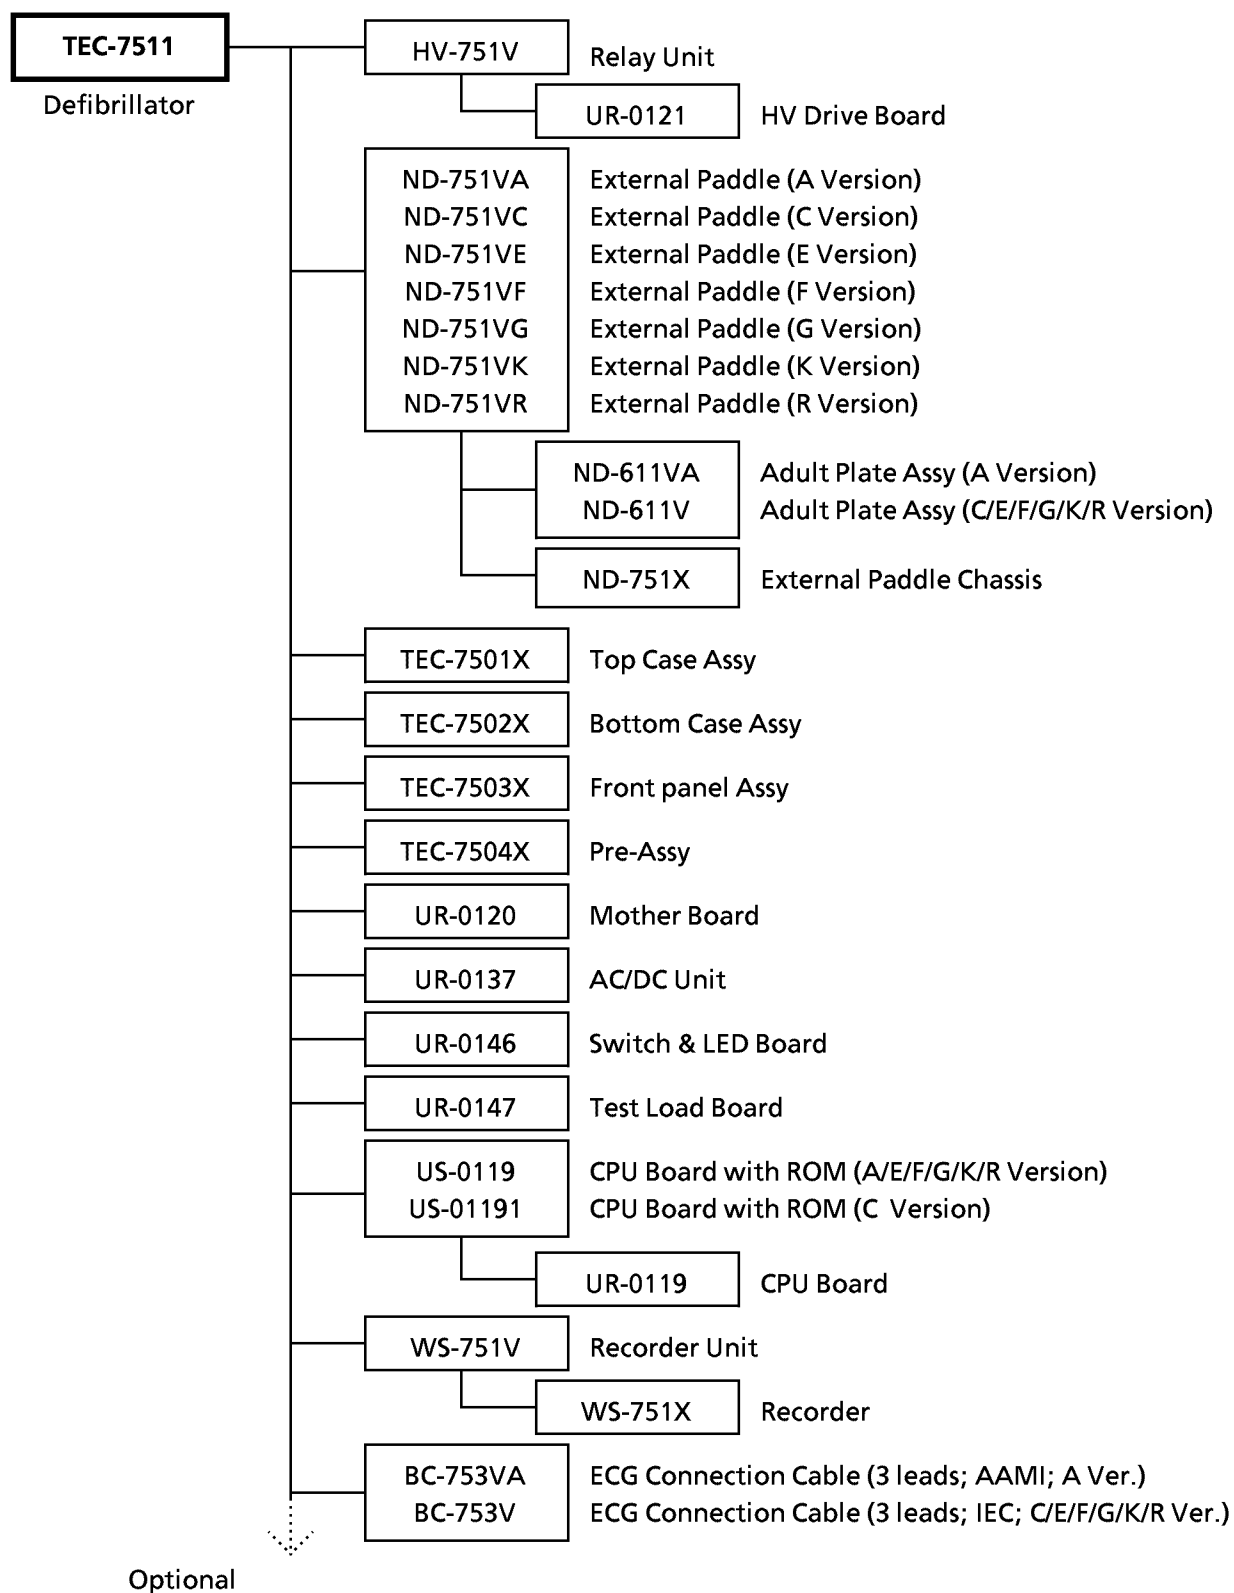 TEC-7511
Defibrillator
HV-751V Relay Unit
UR-0121 HV Drive Board
ND-751VA External Paddle (A Version)
ND-751VC External Paddle (C Version)
ND-751VE External Paddle (E Version)
ND-751VF External Paddle (F Version)
ND-751VG External Paddle (G Version)
ND-751VK External Paddle (K Version)
ND-751VR External Paddle (R Version)
ND-611VA Adult Plate Assy (A Version)
ND-611V Adult Plate Assy (C/E/F/G/K/R Version)
ND-751X External Paddle Chassis
TEC-7501X Top Case Assy
TEC-7502X Bottom Case Assy
TEC-7503X Front panel Assy
TEC-7504X Pre-Assy
UR-0120 Mother Board
UR-0137 AC/DC Unit
UR-0146 Switch & LED Board
UR-0147 Test Load Board
US-0119 CPU Board with ROM (A/E/F/G/K/R Version)
US-01191 CPU Board with ROM (C Version)
UR-0119 CPU Board
WS-751V Recorder Unit
WS-751X Recorder
BC-753VA ECG Connection Cable (3 leads; AAMI; A Ver.)
BC-753V ECG Connection Cable (3 leads; IEC; C/E/F/G/K/R Ver.)
Optional